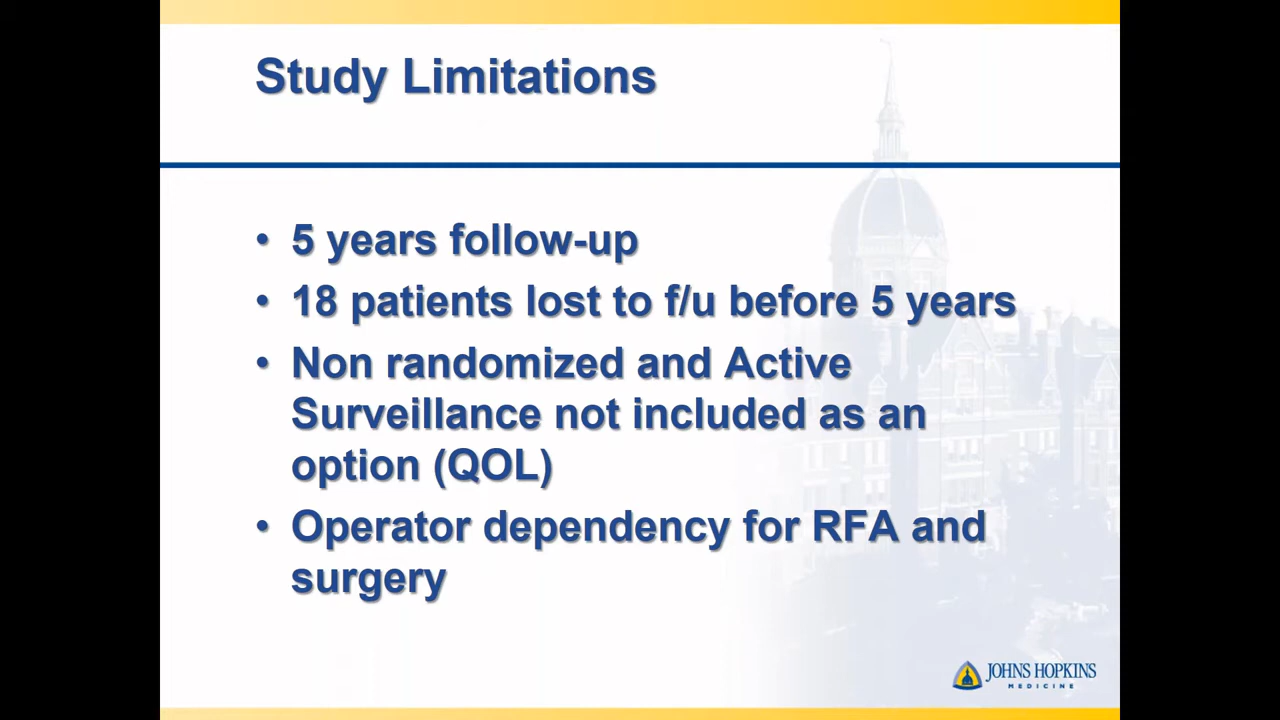 Study Limitations
• 5 years follow-up
• 18 patients lost to f/u before 5 years
• Non randomized and Active
Surveillance not included as an
option (QOL)
• Operator dependency for RFA and
surgery
JOHNS HOPKINS
MEDICINE